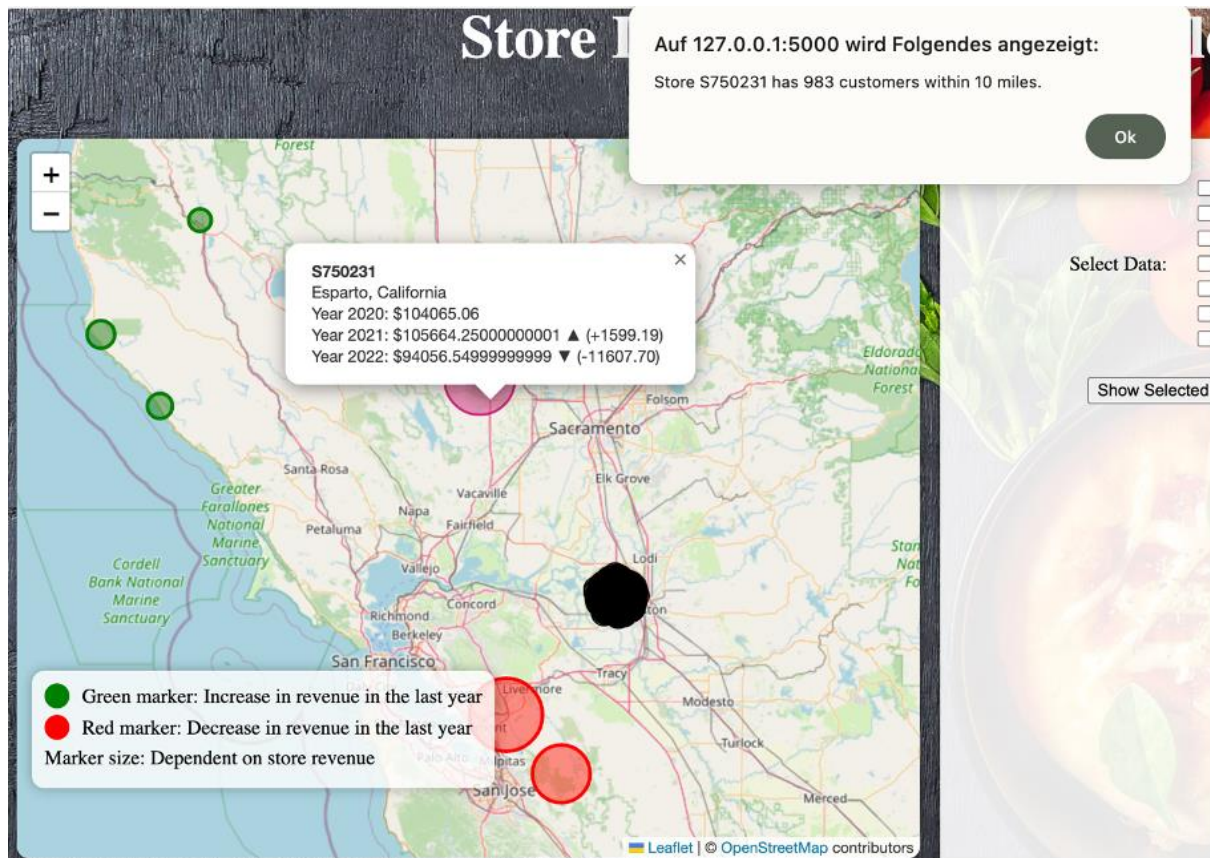 Store
Auf 127.0.0.1:5000 wird Folgendes angezeigt:
Store S750231 has 983 customers within 10 miles.
Ok
+
−
Forest
S750231
×
Esparto, California
Year 2020: $104065.06
Year 2021: $105664.25000000001 ▲ (+1599.19)
Year 2022: $94056.54999999999 ▼ (-11607.70)
Select Data:
Show Selected
Eldorado
National
Forest
Folsom
Sacramento
Santa Rosa
Elk Grove
Vacaville
Greater
Farallones
National
Marine
Sanctuary
Napa
Petaluma
Fairfield
Cordell
Bank National
Marine
Sanctuary
Vallejo
Lodi
Concord
Richmond
Berkeley
San Francisco
Tracy
Livermore
Modesto
Turlock
Merced
San Jose
Green marker: Increase in revenue in the last year
Red marker: Decrease in revenue in the last year
Marker size: Dependent on store revenue
Palo Alto
Milpitas
Leaflet | © OpenStreetMap contributors